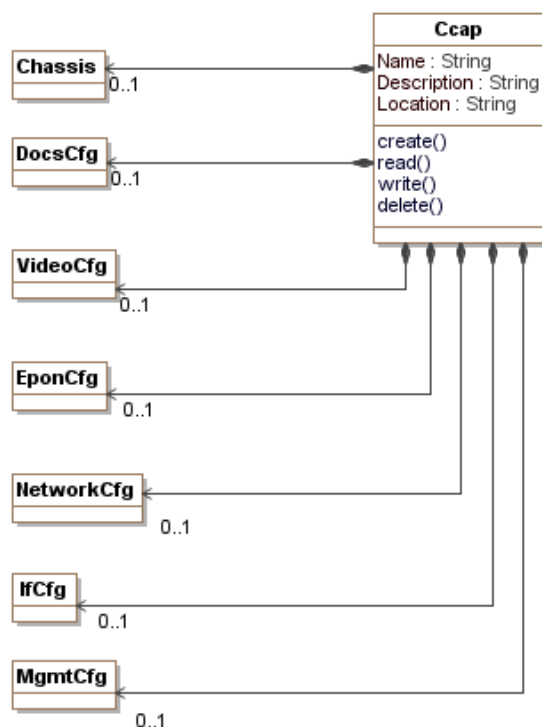 Ccap
Name : String
Description : String
Location : String
create()
read()
write()
delete()
Chassis
0..1
DocsCfg
0..1
VideoCfg
0..1
EponCfg
0..1
NetworkCfg
0..1
IfCfg
0..1
MgmtCfg
0..1